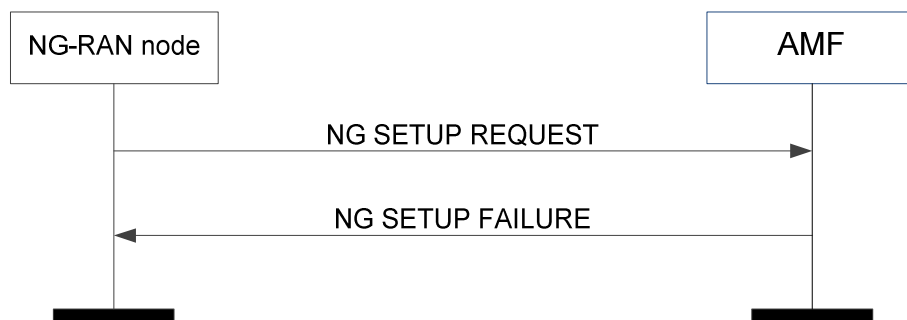 NG-RAN node
AMF
NG SETUP REQUEST
NG SETUP FAILURE